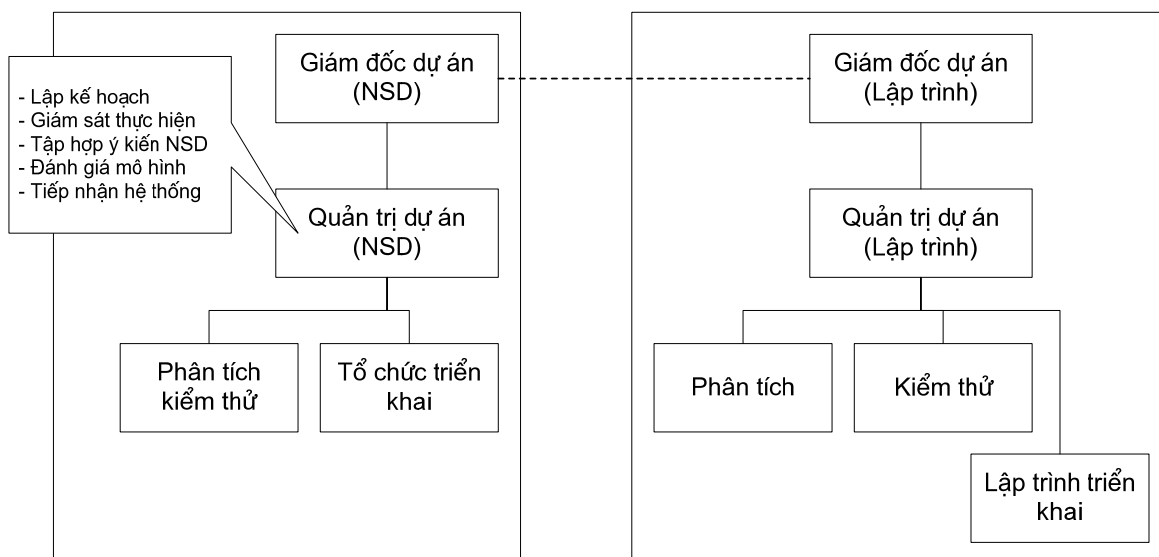 Giám đốc dự án
(NSD)
Giám đốc dự án
(Lập trình)
- Lập kế hoạch
- Giám sát thực hiện
- Tập hợp ý kiến NSD
- Đánh giá mô hình
- Tiếp nhận hệ thống
Quản trị dự án
(NSD)
Quản trị dự án
(Lập trình)
Phân tích
kiểm thử
Tổ chức triển
khai
Phân tích
Kiểm thử
Lập trình triển
khai